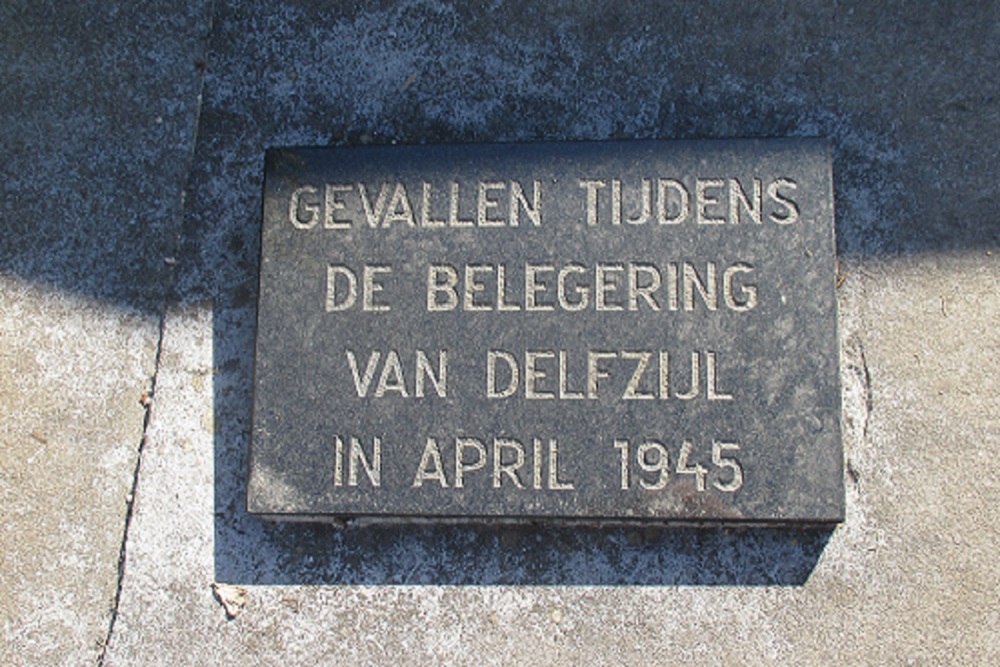 GEVALLEN TIJDENS
DE BELEGERING
VAN DELFZIJL
IN APRIL 1945